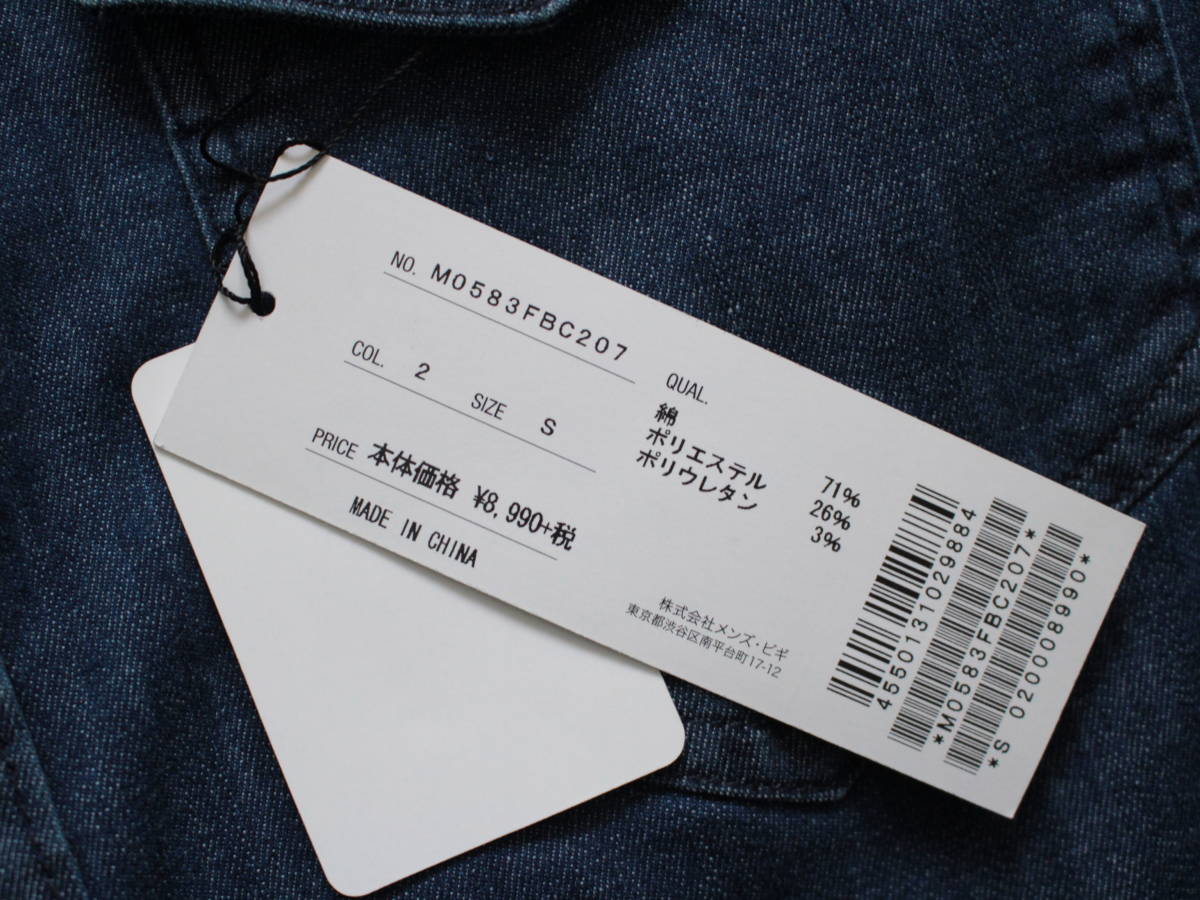 NO. M0583FBC207
COL. 2 SIZE S
PRICE 本体価格 ¥8,990+税
MADE IN CHINA
QUAL.
綿 71%
ポリエステル 26%
ポリウレタン 3%
株式会社メンズ・ビギ
東京都渋谷区南平台町17-12
4550131029884
*M0583FBC207*
*S 0200008990*